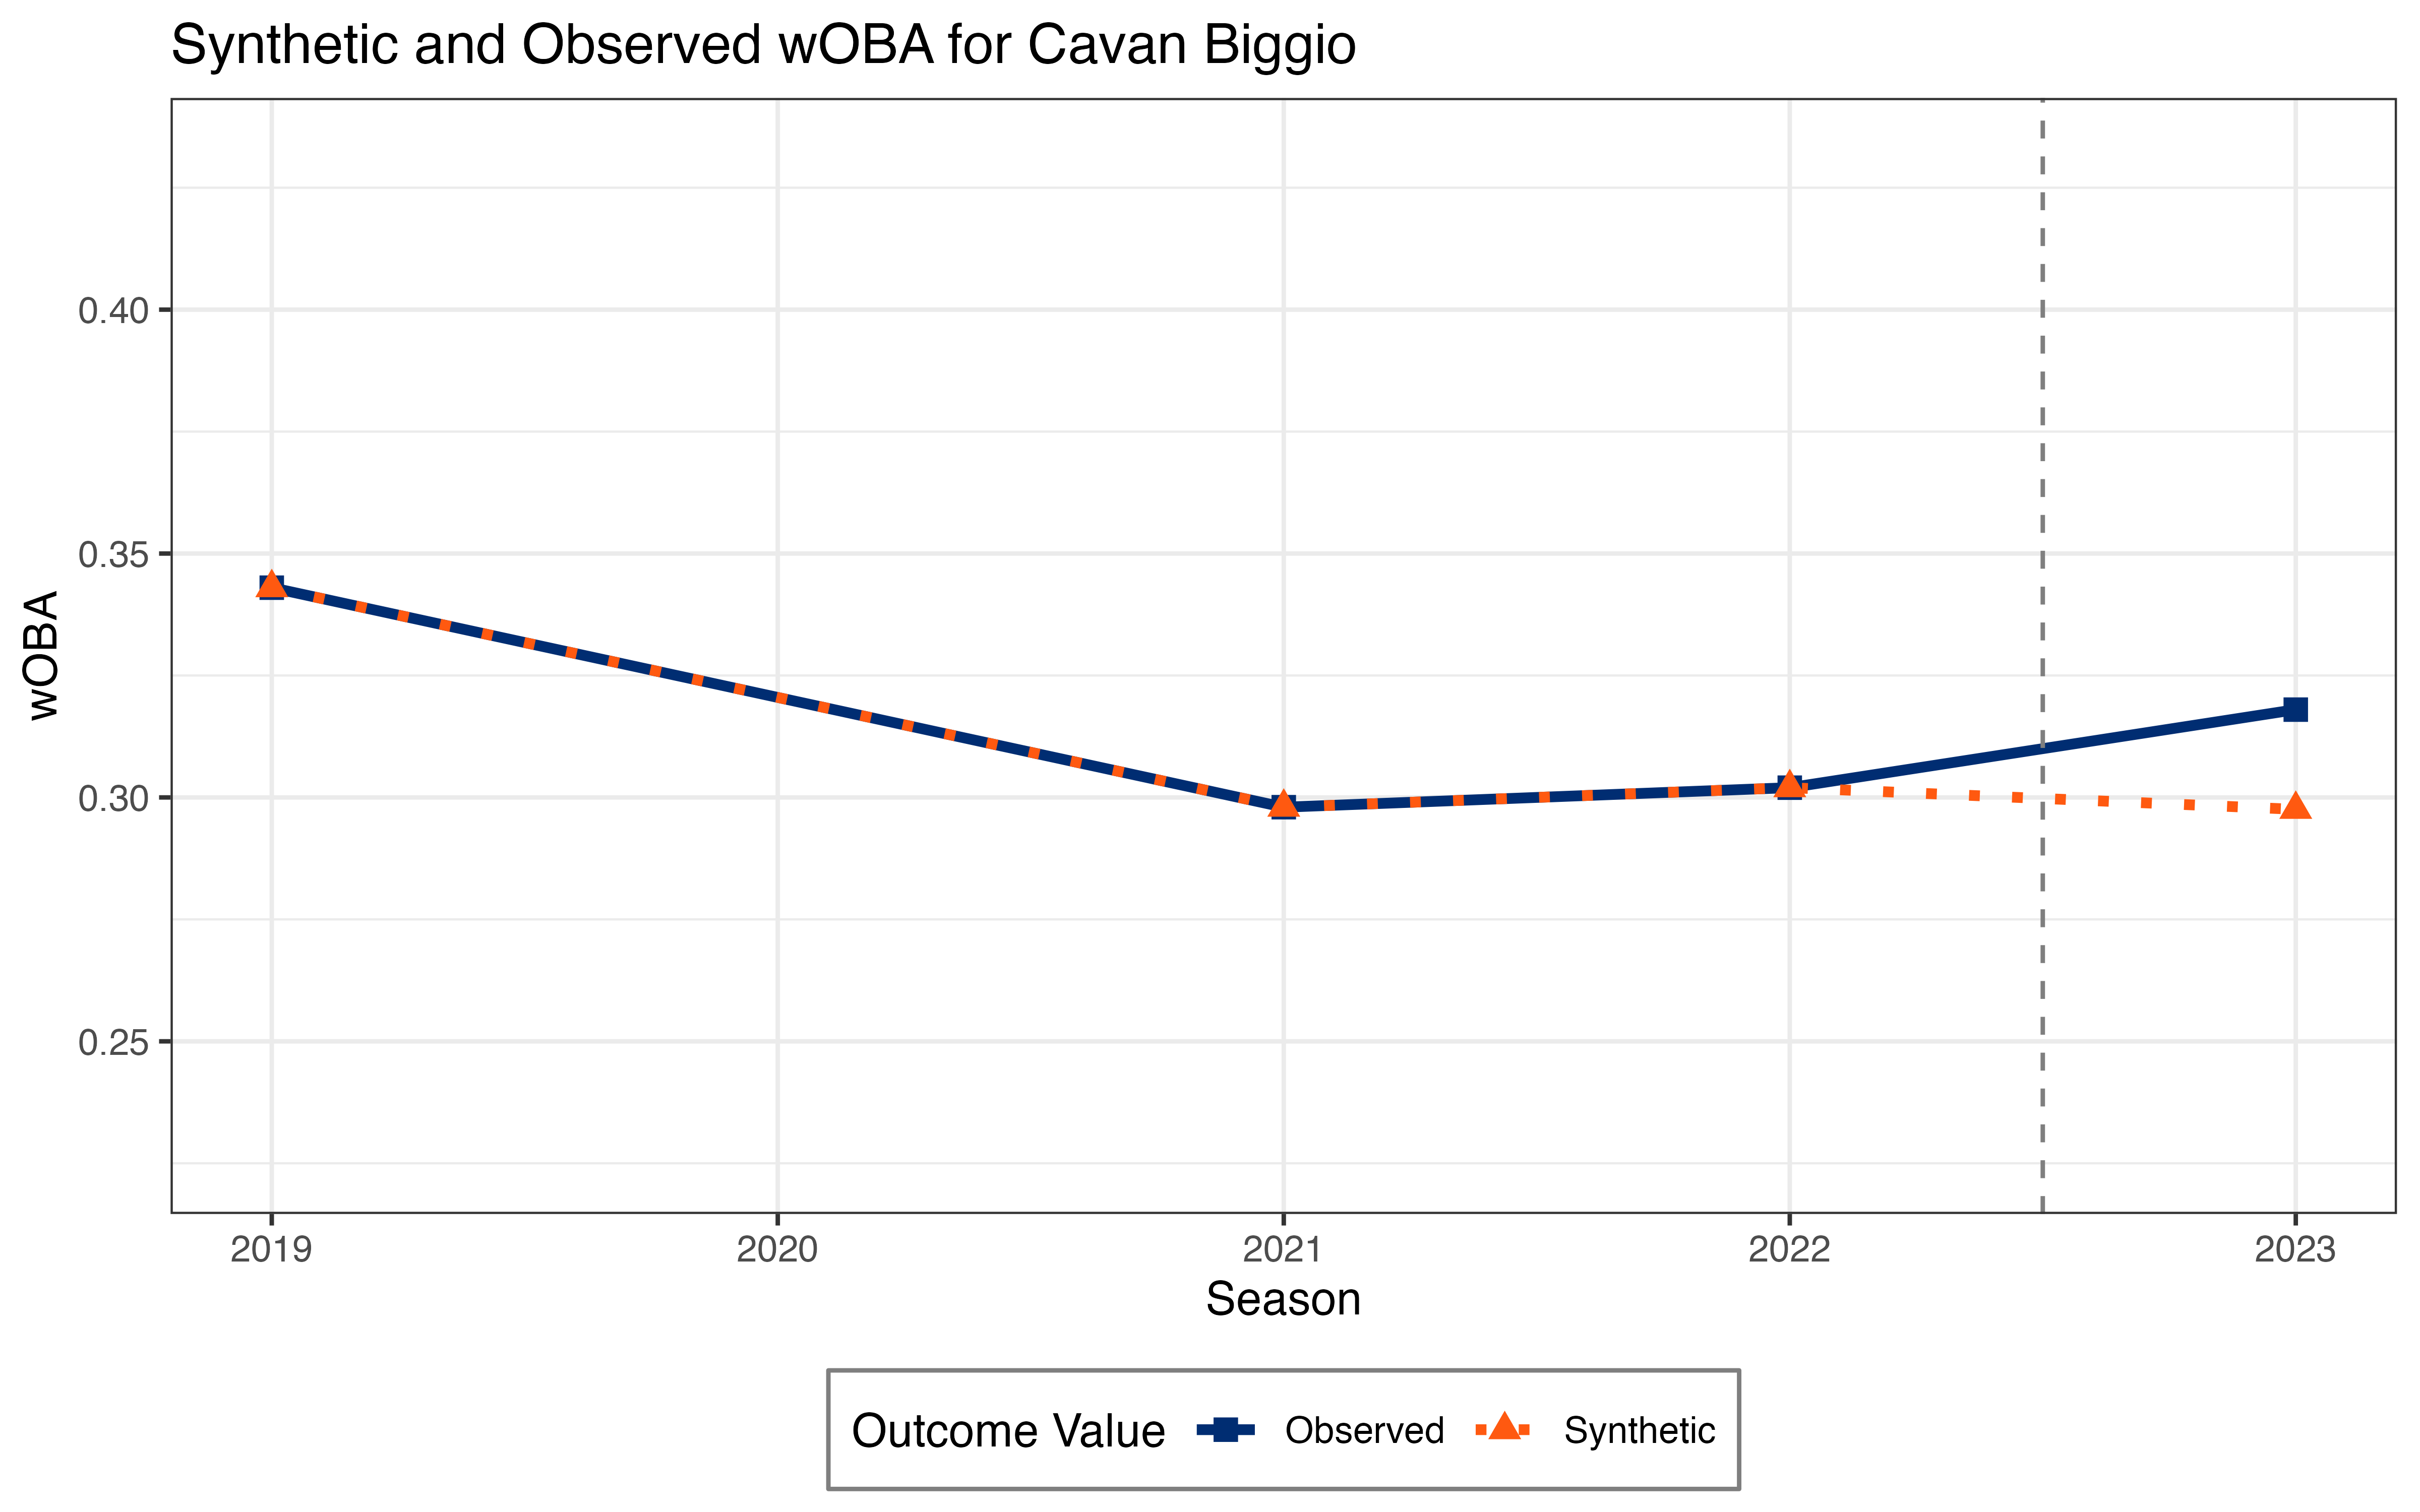 Synthetic and Observed wOBA for Cavan Biggio
wOBA
0.40
0.35
0.30
0.25
2019 2020 2021 2022 2023
Season
Outcome Value Observed Synthetic